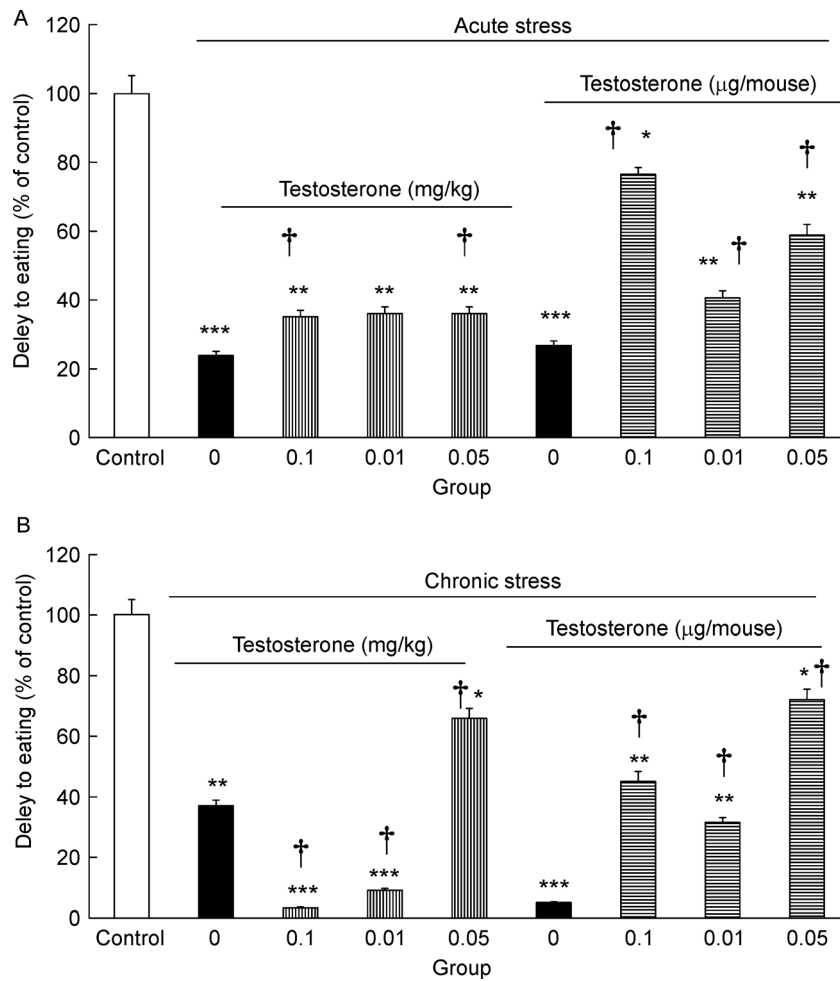 A
Acute stress
Testosterone (µg/mouse)
Testosterone (mg/kg)
Deley to eating (% of control)
120
100
80
60
40
20
0
† *
†
**
** †
†
**
**
†
**
***
***
Control 0 0.1 0.01 0.05 0 0.1 0.01 0.05
Group
B
Chronic stress
Testosterone (mg/kg)
Testosterone (µg/mouse)
Deley to eating (% of control)
120
100
80
60
40
20
0
**
†
***
†
***
† *
***
†
**
†
**
* †
Control 0 0.1 0.01 0.05 0 0.1 0.01 0.05
Group